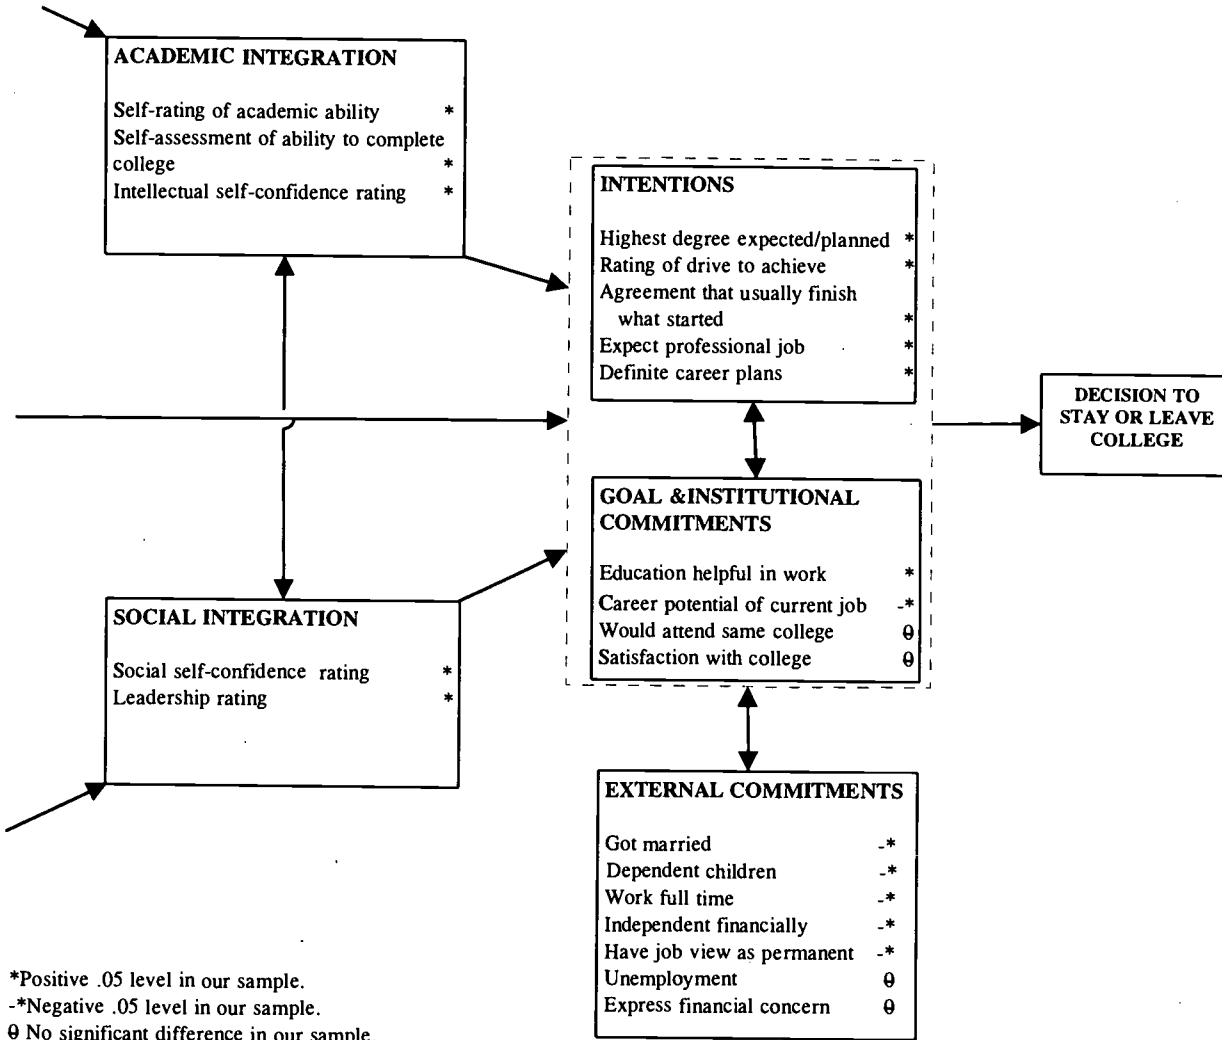 ACADEMIC INTEGRATION
Self-rating of academic ability *
Self-assessment of ability to complete
college *
Intellectual self-confidence rating *
INTENTIONS
Highest degree expected/planned *
Rating of drive to achieve *
Agreement that usually finish
what started *
Expect professional job *
Definite career plans *
DECISION TO
STAY OR LEAVE
COLLEGE
GOAL &INSTITUTIONAL
COMMITMENTS
Education helpful in work *
Career potential of current job -*
Would attend same college θ
Satisfaction with college θ
SOCIAL INTEGRATION
Social self-confidence rating *
Leadership rating *
EXTERNAL COMMITMENTS
Got married -*
Dependent children -*
Work full time -*
Independent financially -*
Have job view as permanent -*
Unemployment θ
Express financial concern θ
*Positive .05 level in our sample.
-*Negative .05 level in our sample.
θ No significant difference in our sample